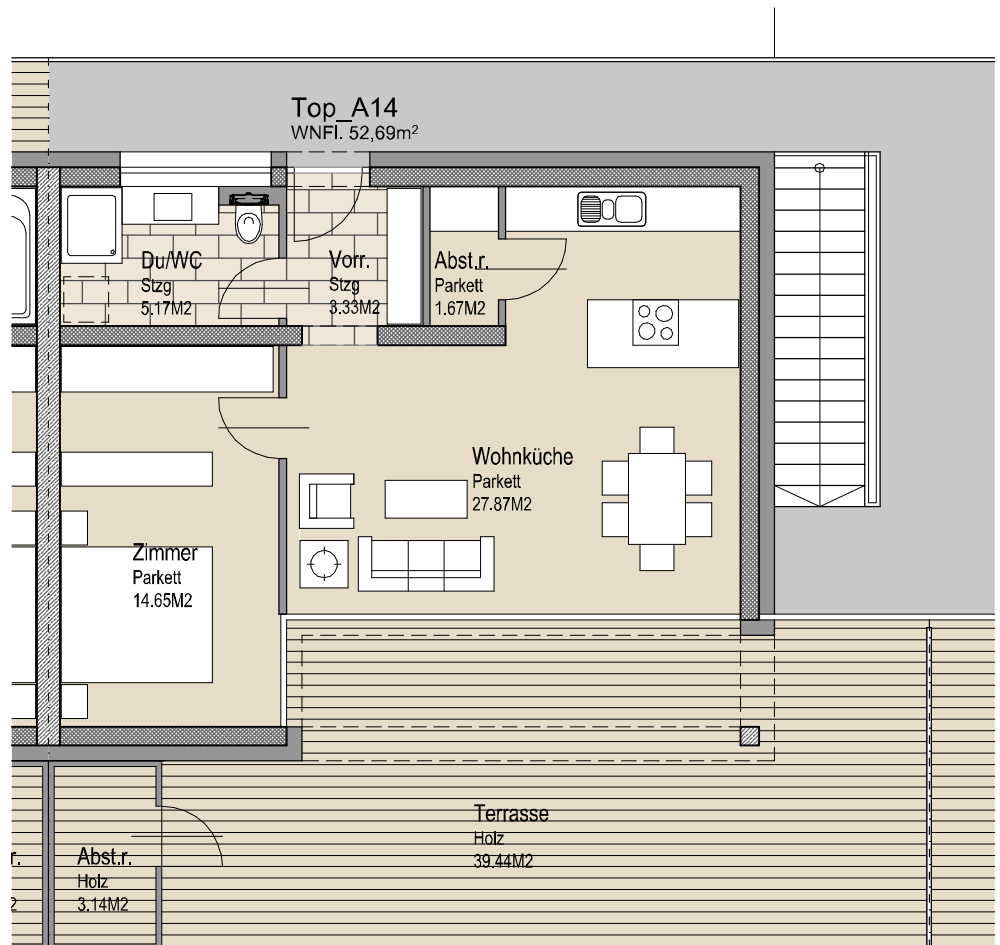 Top_A14
WNFl. 52,69m²
Du/WC
Stzg
5.17M2
Vorr.
Stzg
3.33M2
Abst.r.
Parkett
1.67M2
Wohnküche
Parkett
27.87M2
Zimmer
Parkett
14.65M2
Terrasse
Holz
39.44M2
r.
2
Abst.r.
Holz
3.14M2